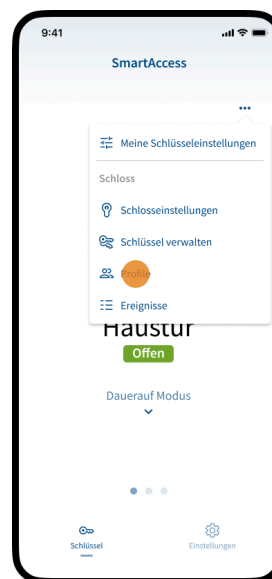 9:41
SmartAccess
Meine Schlüsseleinstellungen
Schloss
Schlosseinstellungen
Schlüssel verwalten
Profile
Ereignisse
Haustür
Offen
Dauerauf Modus
Schlüssel
Einstellungen